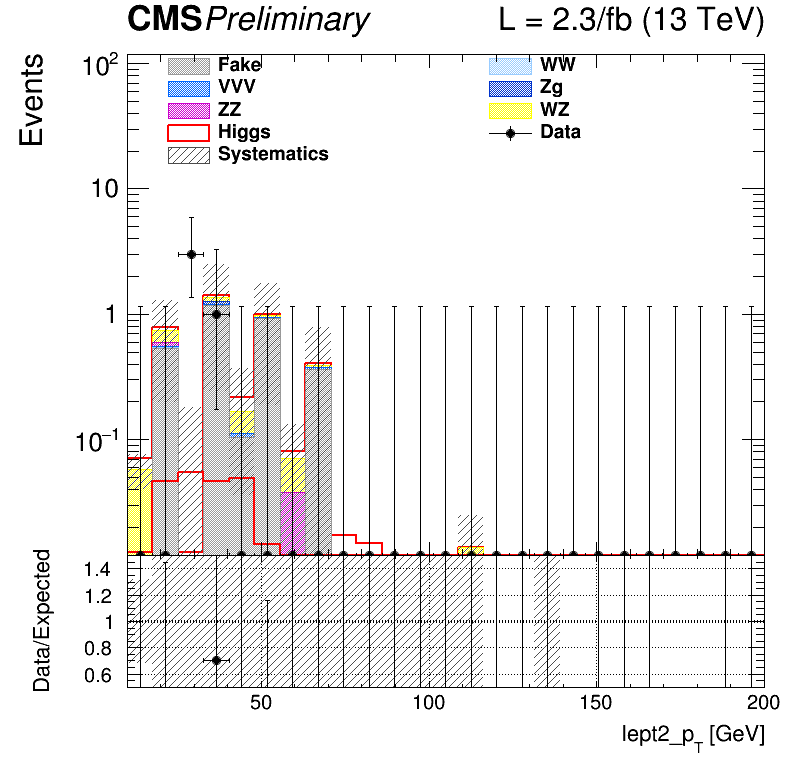 CMS Preliminary L = 2.3/fb (13 TeV)
Events
10²
10
1
10⁻¹
Fake WW
VVV Zg
ZZ WZ
Higgs Data
Systematics
Data/Expected
1.4
1.2
1
0.8
0.6
50 100 150 200
lept2_p_T [GeV]